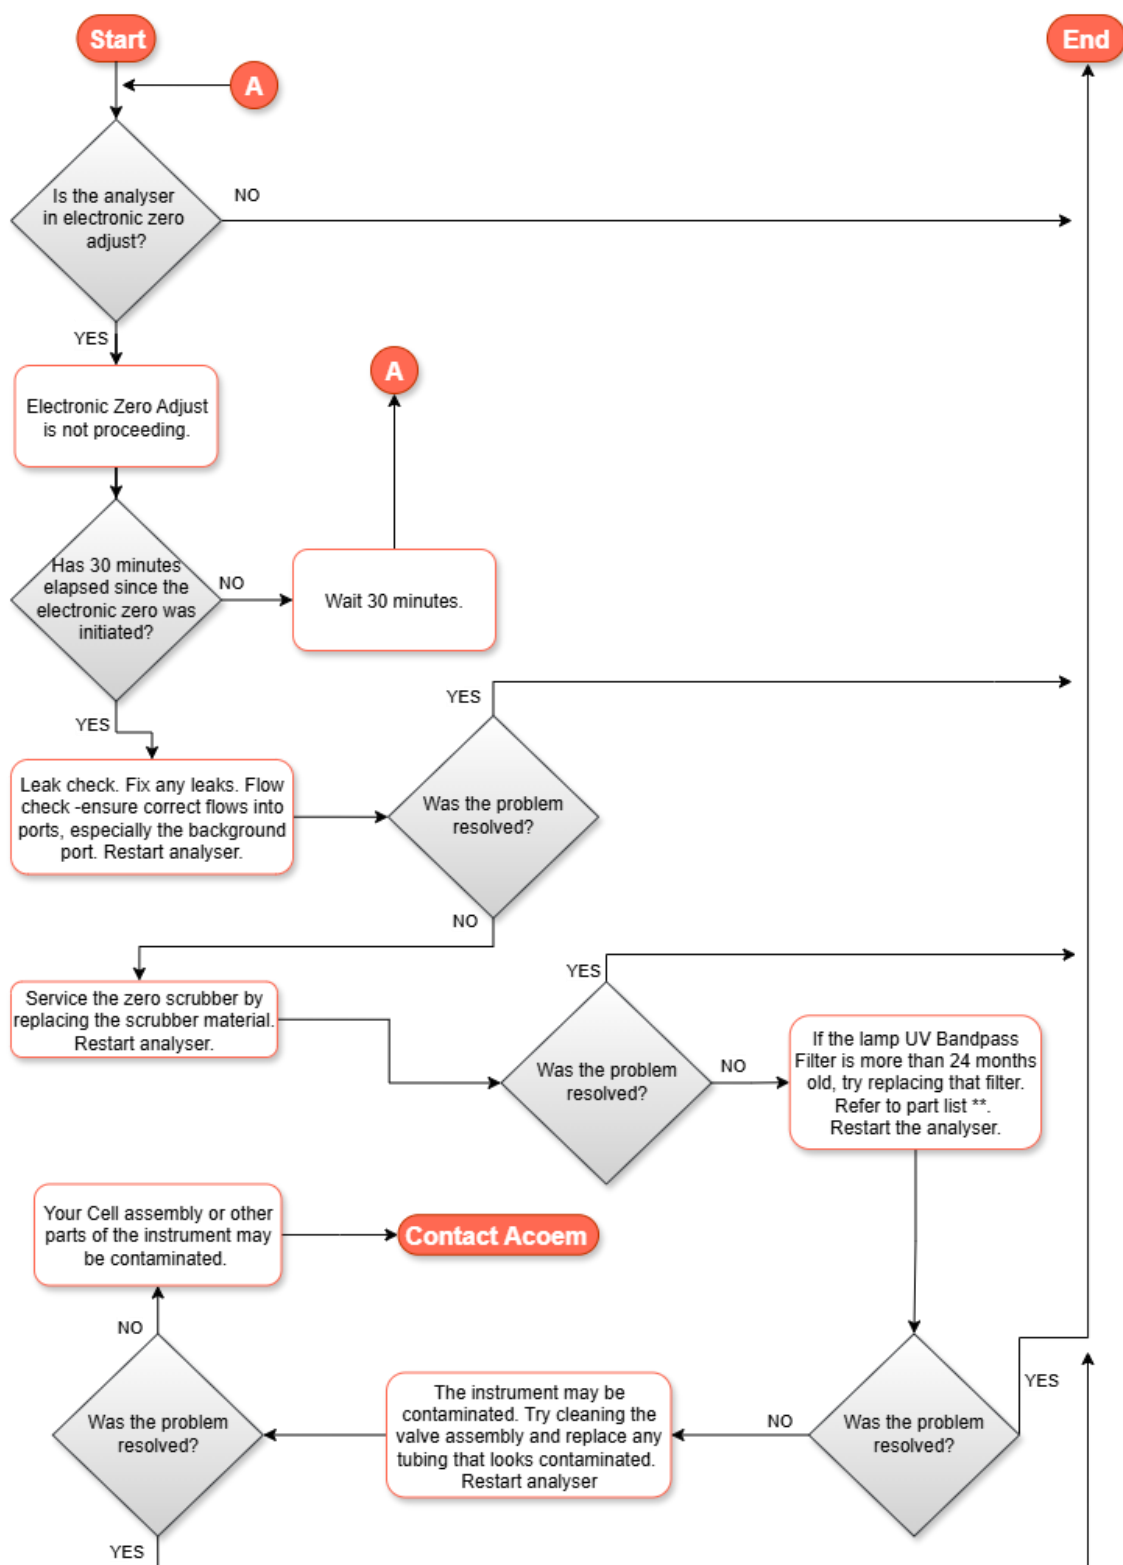 Start
End
A
Is the analyser
in electronic zero
adjust?
NO
YES
Electronic Zero Adjust
is not proceeding.
A
Has 30 minutes
elapsed since the
electronic zero was
initiated?
NO
Wait 30 minutes.
YES
YES
Leak check. Fix any leaks. Flow
check -ensure correct flows into
ports, especially the background
port. Restart analyser.
Was the problem
resolved?
NO
Service the zero scrubber by
replacing the scrubber material.
Restart analyser.
YES
Was the problem
resolved?
NO
If the lamp UV Bandpass
Filter is more than 24 months
old, try replacing that filter.
Refer to part list **.
Restart the analyser.
Your Cell assembly or other
parts of the instrument may
be contaminated.
Contact Acoem
NO
Was the problem
resolved?
The instrument may be
contaminated. Try cleaning the
valve assembly and replace any
tubing that looks contaminated.
Restart analyser
NO
Was the problem
resolved?
YES
YES